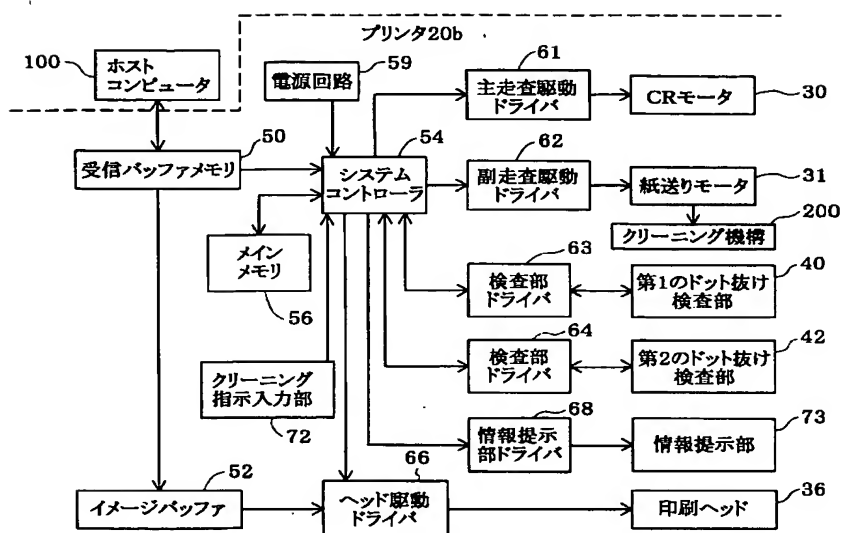 プリンタ20b
100
ホスト
コンピュータ
電源回路
59
61
主走査駆動
ドライバ
CRモータ
30
50
受信バッファメモリ
54
システム
コントローラ
62
副走査駆動
ドライバ
紙送りモータ
31
200
クリーニング機構
メイン
メモリ
56
63
検査部
ドライバ
第1のドット抜け
検査部
40
64
検査部
ドライバ
第2のドット抜け
検査部
42
クリーニング
指示入力部
72
68
情報提示
部ドライバ
情報提示部
73
52
イメージバッファ
66
ヘッド駆動
ドライバ
印刷ヘッド
36